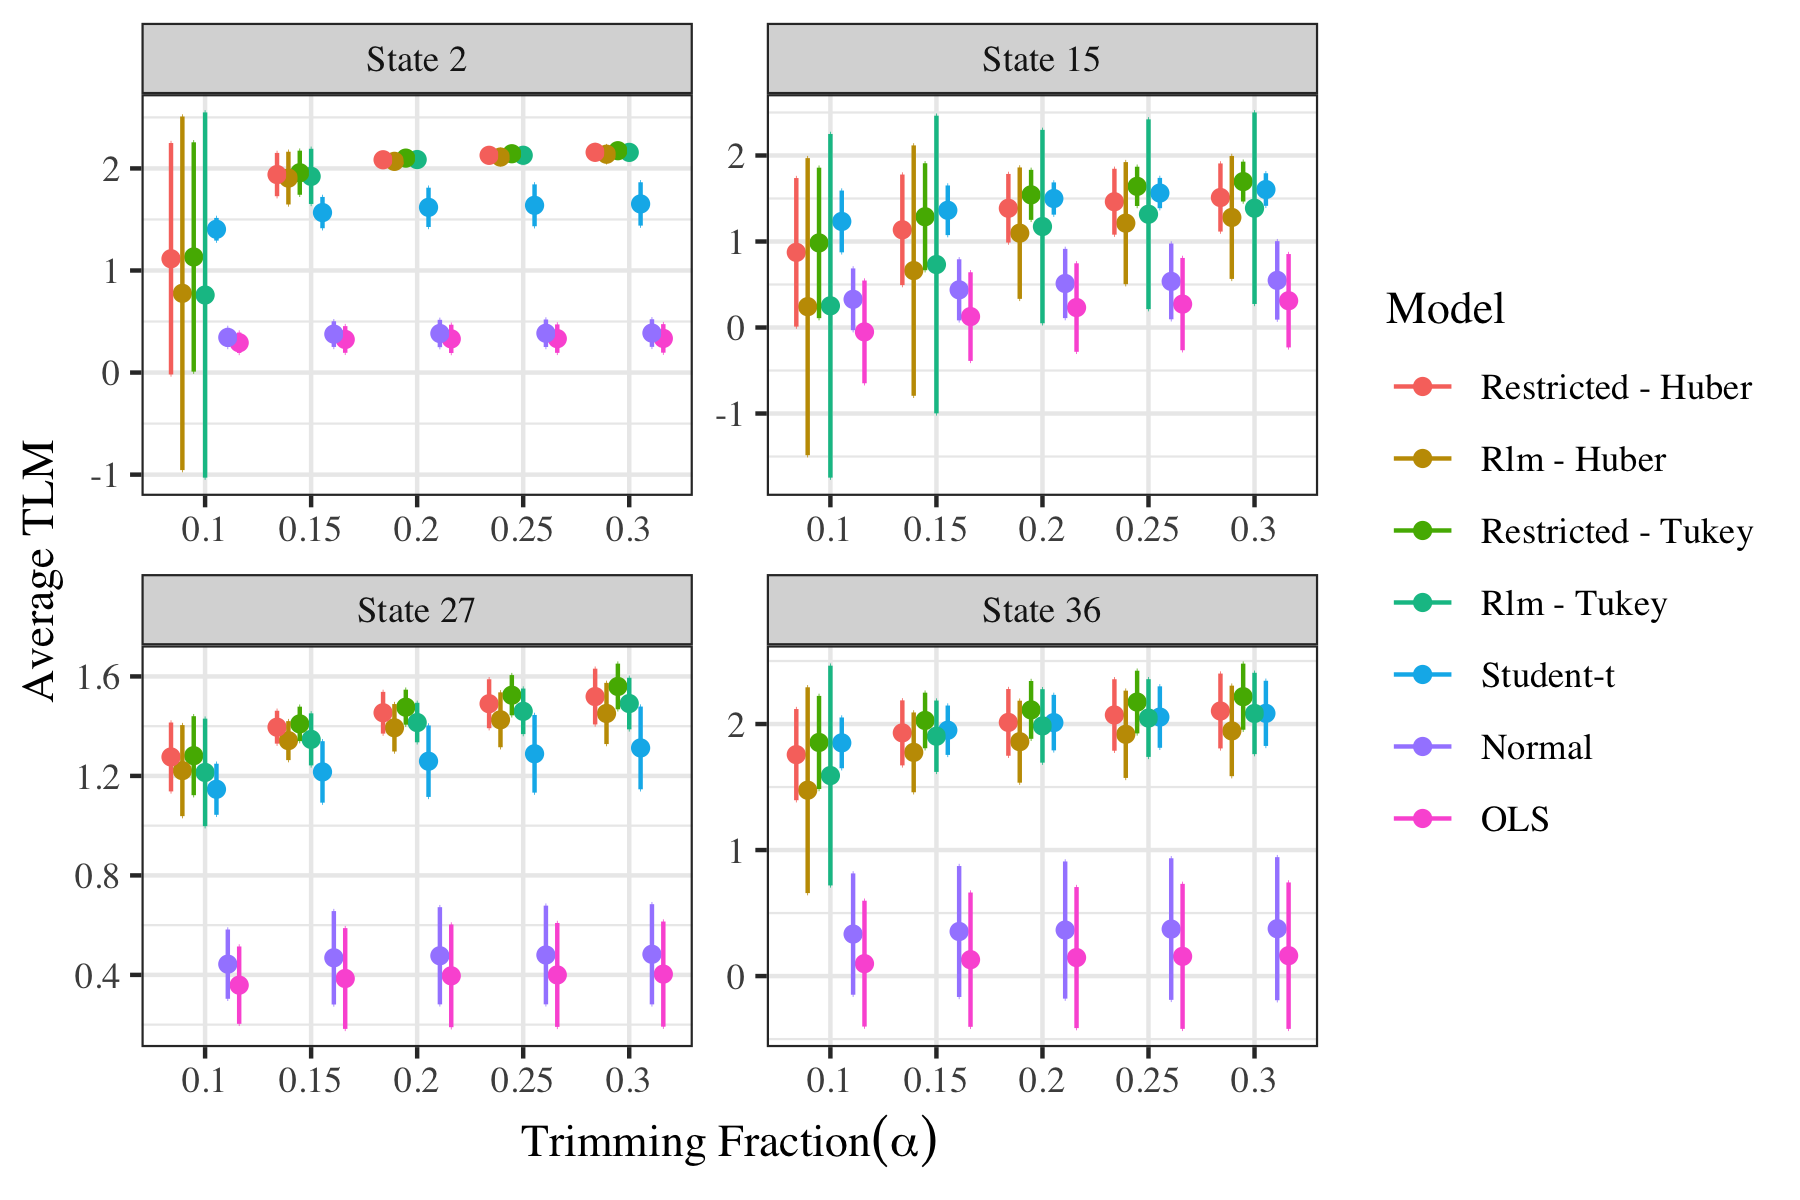 State 2
State 15
2
1
0
-1
2
1
0
-1
0.1 0.15 0.2 0.25 0.3
0.1 0.15 0.2 0.25 0.3
Average TLM
State 27
State 36
1.6
1.2
0.8
0.4
2
1
0
0.1 0.15 0.2 0.25 0.3
0.1 0.15 0.2 0.25 0.3
Trimming Fraction(α)
Model
Restricted - Huber
Rlm - Huber
Restricted - Tukey
Rlm - Tukey
Student-t
Normal
OLS